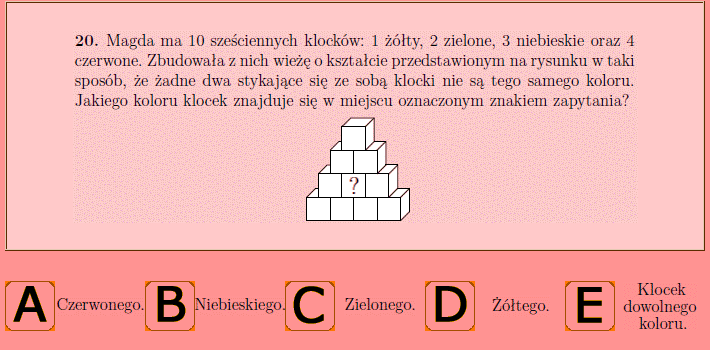 20. Magda ma 10 sześciennych klocków: 1 żółty, 2 zielone, 3 niebieskie oraz 4
czerwone. Zbudowała z nich wieżę o kształcie przedstawionym na rysunku w taki
sposób, że żadne dwa stykające się ze sobą klocki nie są tego samego koloru.
Jakiego koloru klocek znajduje się w miejscu oznaczonym znakiem zapytania?
?
A Czerwonego. B Niebieskiego. C Zielonego. D Żółtego. E Klocek
dowolnego
koloru.